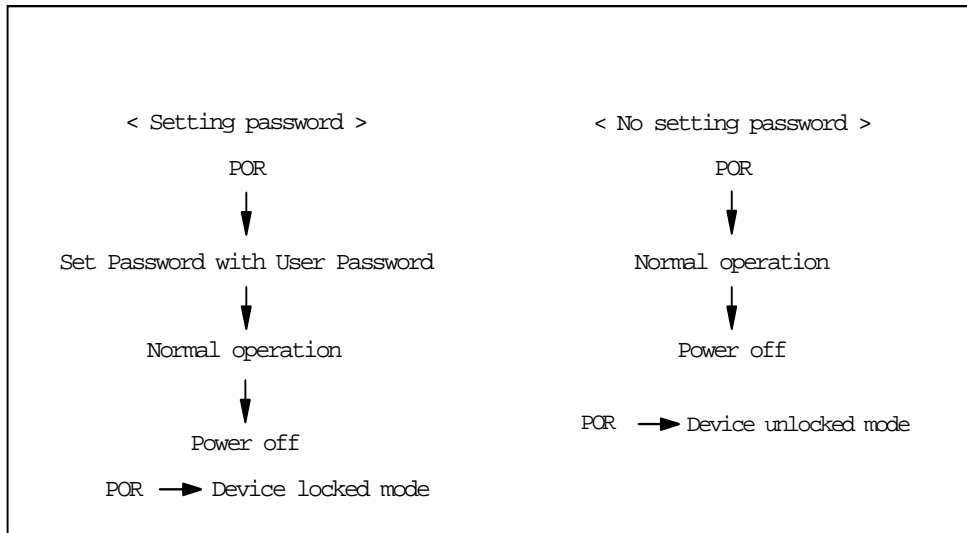 < Setting password >
POR
Set Password with User Password
Normal operation
Power off
POR Device locked mode
< No setting password >
POR
Normal operation
Power off
POR Device unlocked mode